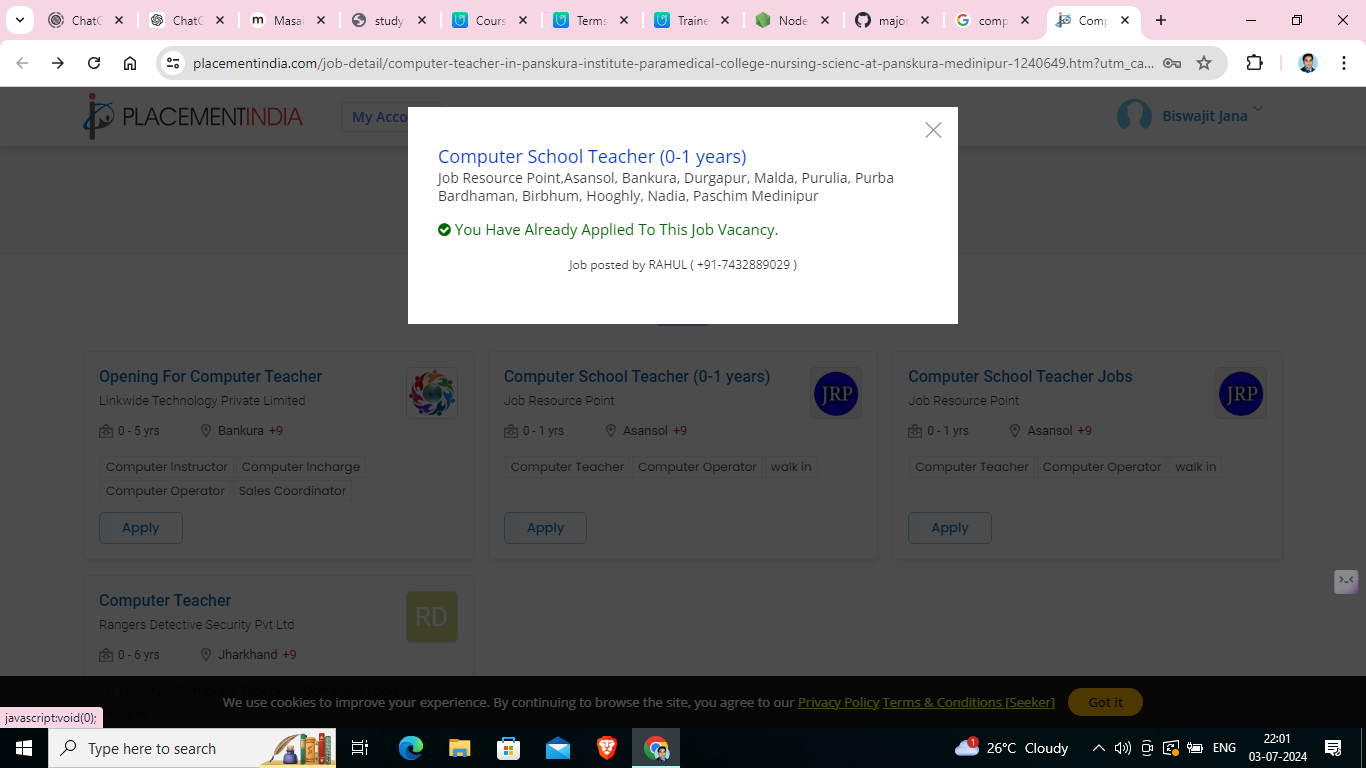 ChatG
ChatG
Masai
study
Cours
Terms
Traine
Node
major
comp
Comp
placementindia.com/job-detail/computer-teacher-in-panskura-institute-paramedical-college-nursing-scienc-at-panskura-medinipur-1240649.htm?utm_ca...
PLACEMENTINDIA
My Acco
Biswajit Jana
Computer School Teacher (0-1 years)
Job Resource Point,Asansol, Bankura, Durgapur, Malda, Purulia, Purba
Bardhaman, Birbhum, Hooghly, Nadia, Paschim Medinipur
You Have Already Applied To This Job Vacancy.
Job posted by RAHUL ( +91-7432889029 )
Opening For Computer Teacher
Linkwide Technology Private Limited
0 - 5 yrs Bankura +9
Computer Instructor Computer Incharge
Computer Operator Sales Coordinator
Apply
Computer School Teacher (0-1 years)
Job Resource Point
JRP
0 - 1 yrs Asansol +9
Computer Teacher Computer Operator walk in
Apply
Computer School Teacher Jobs
Job Resource Point
JRP
0 - 1 yrs Asansol +9
Computer Teacher Computer Operator walk in
Apply
Computer Teacher
Rangers Detective Security Pvt Ltd
RD
0 - 6 yrs Jharkhand +9
We use cookies to improve your experience. By continuing to browse the site, you agree to our Privacy Policy Terms & Conditions [Seeker] Got it
javascript:void(0);
Type here to search
1
26°C Cloudy
ENG
22:01
03-07-2024